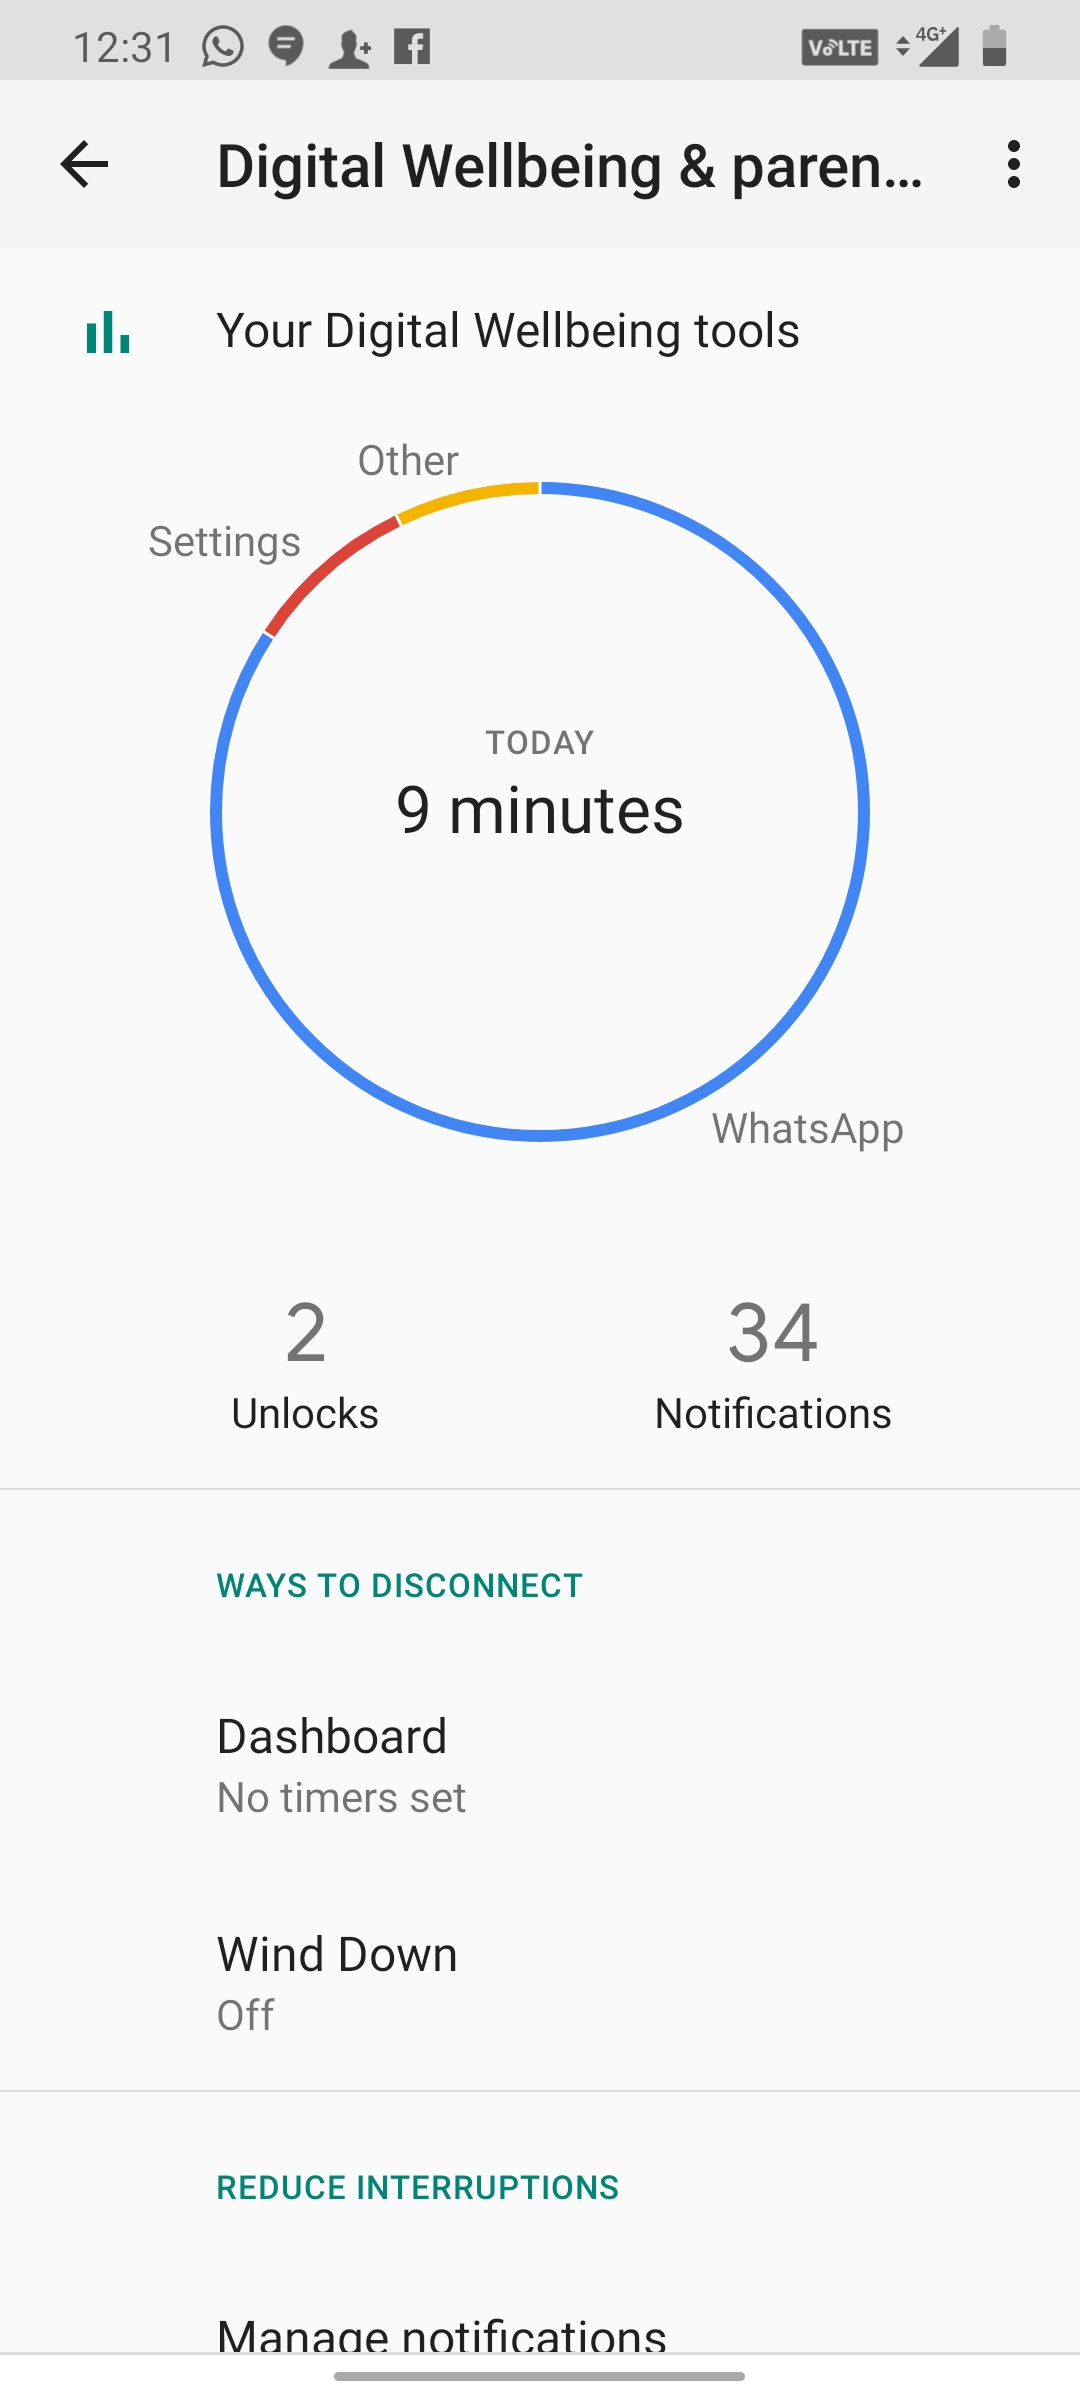 12:31 VoLTE 4G+
Digital Wellbeing & paren...
Your Digital Wellbeing tools
Other
Settings
TODAY
9 minutes
WhatsApp
2 34
Unlocks Notifications
WAYS TO DISCONNECT
Dashboard
No timers set
Wind Down
Off
REDUCE INTERRUPTIONS
Manage notifications